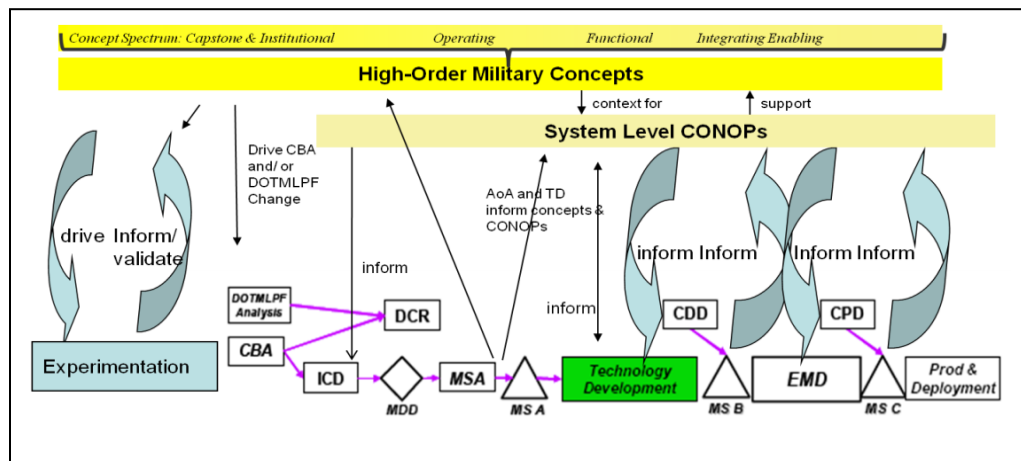 Concept Spectrum: Capstone & Institutional Operating Functional Integrating Enabling
High-Order Military Concepts
context for
support
System Level CONOPs
Drive CBA
and/ or
DOTMLPF
Change
AoA and TD
inform concepts &
CONOPs
drive
Inform/
validate
inform Inform
Inform Inform
inform
inform
DOTMLPF
Analysis
DCR
CDD
CPD
Experimentation
CBA
ICD
MSA
Technology
Development
EMD
Prod &
Deployment
MDD
MS A
MS B
MS C